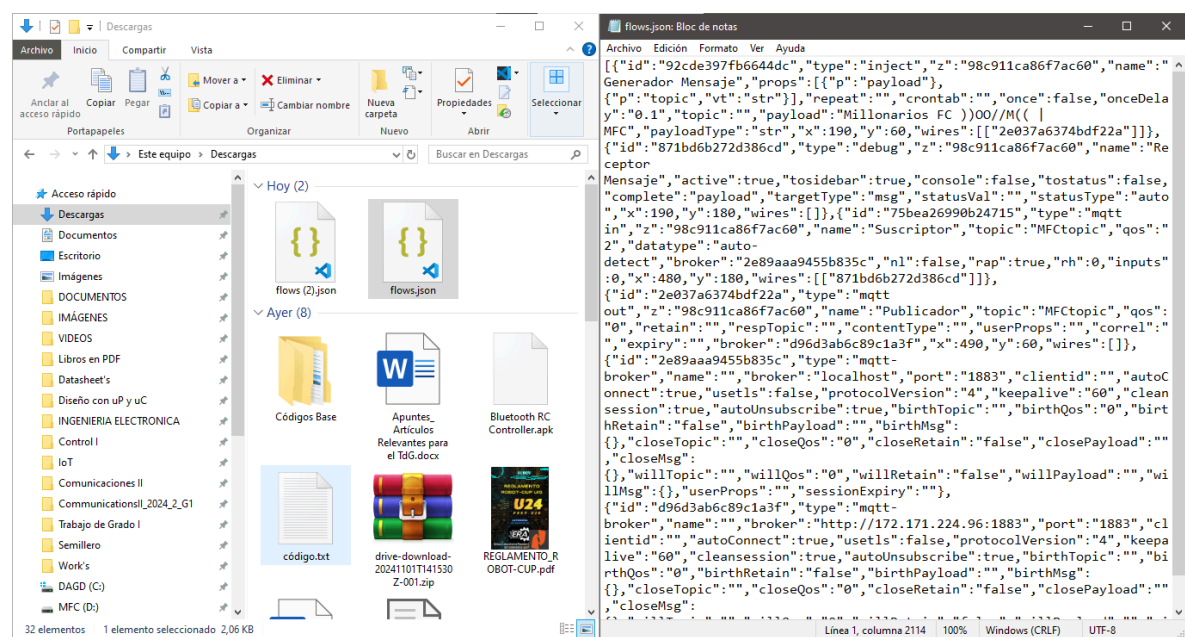 Descargas
Archivo Inicio Compartir Vista
Anclar al
acceso rápido
Copiar
Pegar
Portapapeles
Mover a
Copiar a
Eliminar
Cambiar nombre
Organizar
Nueva
carpeta
Nuevo
Propiedades
Abrir
Seleccionar
Este equipo > Descargas
Buscar en Descargas
Acceso rápido
Descargas
Documentos
Escritorio
Imágenes
DOCUMENTOS
IMÁGENES
VIDEOS
Libros en PDF
Datasheet's
Diseño con uP y uC
INGENIERIA ELECTRONICA
Control I
IoT
Comunicaciones II
CommunicationsII_2024_2_G1
Trabajo de Grado I
Semillero
Work's
DAGD (C:)
MFC (D:)
Hoy (2)
flows (2).json
flows.json
Ayer (8)
Códigos Base
Apuntes_
Artículos
Relevantes para
el TdG.docx
Bluetooth RC
Controller.apk
código.txt
drive-download-
20241101T141530
Z-001.zip
REGLAMENTO
ROBOT-CUP UIS
U24
REGLAMENTO_R
OBOT-CUP.pdf
32 elementos 1 elemento seleccionado 2,06 KB
flows.json: Bloc de notas
Archivo Edición Formato Ver Ayuda
[{"id":"92cde397fb6644dc","type":"inject","z":"98c911ca86f7ac60","name":"
Generador Mensaje","props":[{"p":"payload"},
{"p":"topic","vt":"str"}],"repeat":"","crontab":"","once":false,"onceDela
y":"0.1","topic":"","payload":"Millonarios FC ))OO//M(( |
MFC","payloadType":"str","x":190,"y":60,"wires":[["2e037a6374bdf22a"]]},
{"id":"871bd6b272d386cd","type":"debug","z":"98c911ca86f7ac60","name":"Re
ceptor
Mensaje","active":true,"tosidebar":true,"console":false,"tostatus":false,
"complete":"payload","targetType":"msg","statusVal":"","statusType":"auto
","x":190,"y":180,"wires":[]},{"id":"75bea26990b24715","type":"mqtt
in","z":"98c911ca86f7ac60","name":"Suscriptor","topic":"MFCtopic","qos":"
2","datatype":"auto-
detect","broker":"2e89aaa9455b835c","nl":false,"rap":true,"rh":0,"inputs"
:0,"x":480,"y":180,"wires":[["871bd6b272d386cd"]]},
{"id":"2e037a6374bdf22a","type":"mqtt
out","z":"98c911ca86f7ac60","name":"Publicador","topic":"MFCtopic","qos":
"0","retain":"","respTopic":"","contentType":"","userProps":"","correl":"
","expiry":"","broker":"d96d3ab6c89c1a3f","x":490,"y":60,"wires":[]},
{"id":"2e89aaa9455b835c","type":"mqtt-
broker","name":"","broker":"localhost","port":"1883","clientid":"","autoC
onnect":true,"usetls":false,"protocolVersion":"4","keepalive":"60","clean
session":true,"autoUnsubscribe":true,"birthTopic":"","birthQos":"0","birt
hRetain":"false","birthPayload":"","birthMsg":
{},"closeTopic":"","closeQos":"0","closeRetain":"false","closePayload":""
,"closeMsg":
{},"willTopic":"","willQos":"0","willRetain":"false","willPayload":"","wi
llMsg":{},"userProps":"","sessionExpiry":""},
{"id":"d96d3ab6c89c1a3f","type":"mqtt-
broker","name":"","broker":"http://172.171.224.96:1883","port":"1883","cl
ientid":"","autoConnect":true,"usetls":false,"protocolVersion":"4","keepa
live":"60","cleansession":true,"autoUnsubscribe":true,"birthTopic":"","bi
rthQos":"0","birthRetain":"false","birthPayload":"","birthMsg":
{},"closeTopic":"","closeQos":"0","closeRetain":"false","closePayload":""
,"closeMsg":
Línea 1, columna 2114 100% Windows (CRLF) UTF-8